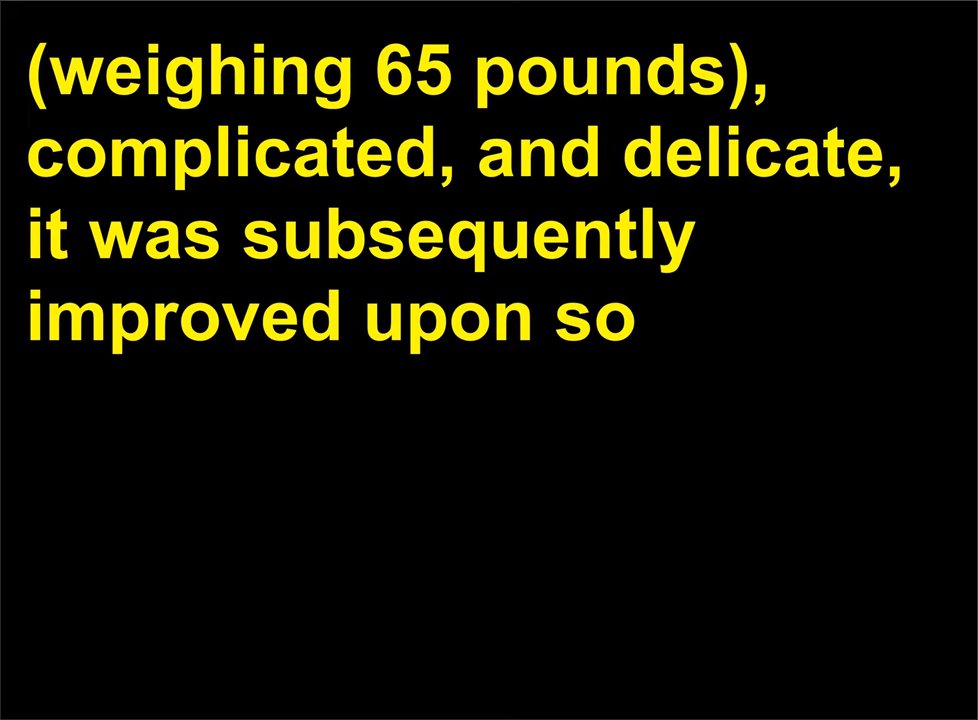 (weighing 65 pounds),
complicated, and delicate,
it was subsequently
improved upon so